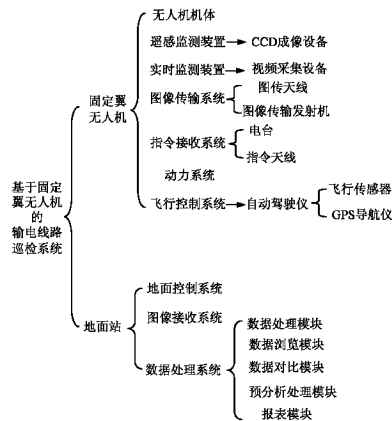 基于固定
翼无人机
的
输电线路
巡检系统
固定翼
无人机
无人机机体
遥感监测装置
CCD成像设备
实时监测装置
视频采集设备
图像传输系统
图传天线
图像传输发射机
指令接收系统
电台
指令天线
动力系统
飞行控制系统
自动驾驶仪
飞行传感器
GPS导航仪
地面站
地面控制系统
图像接收系统
数据处理系统
数据处理模块
数据浏览模块
数据对比模块
预分析处理模块
报表模块